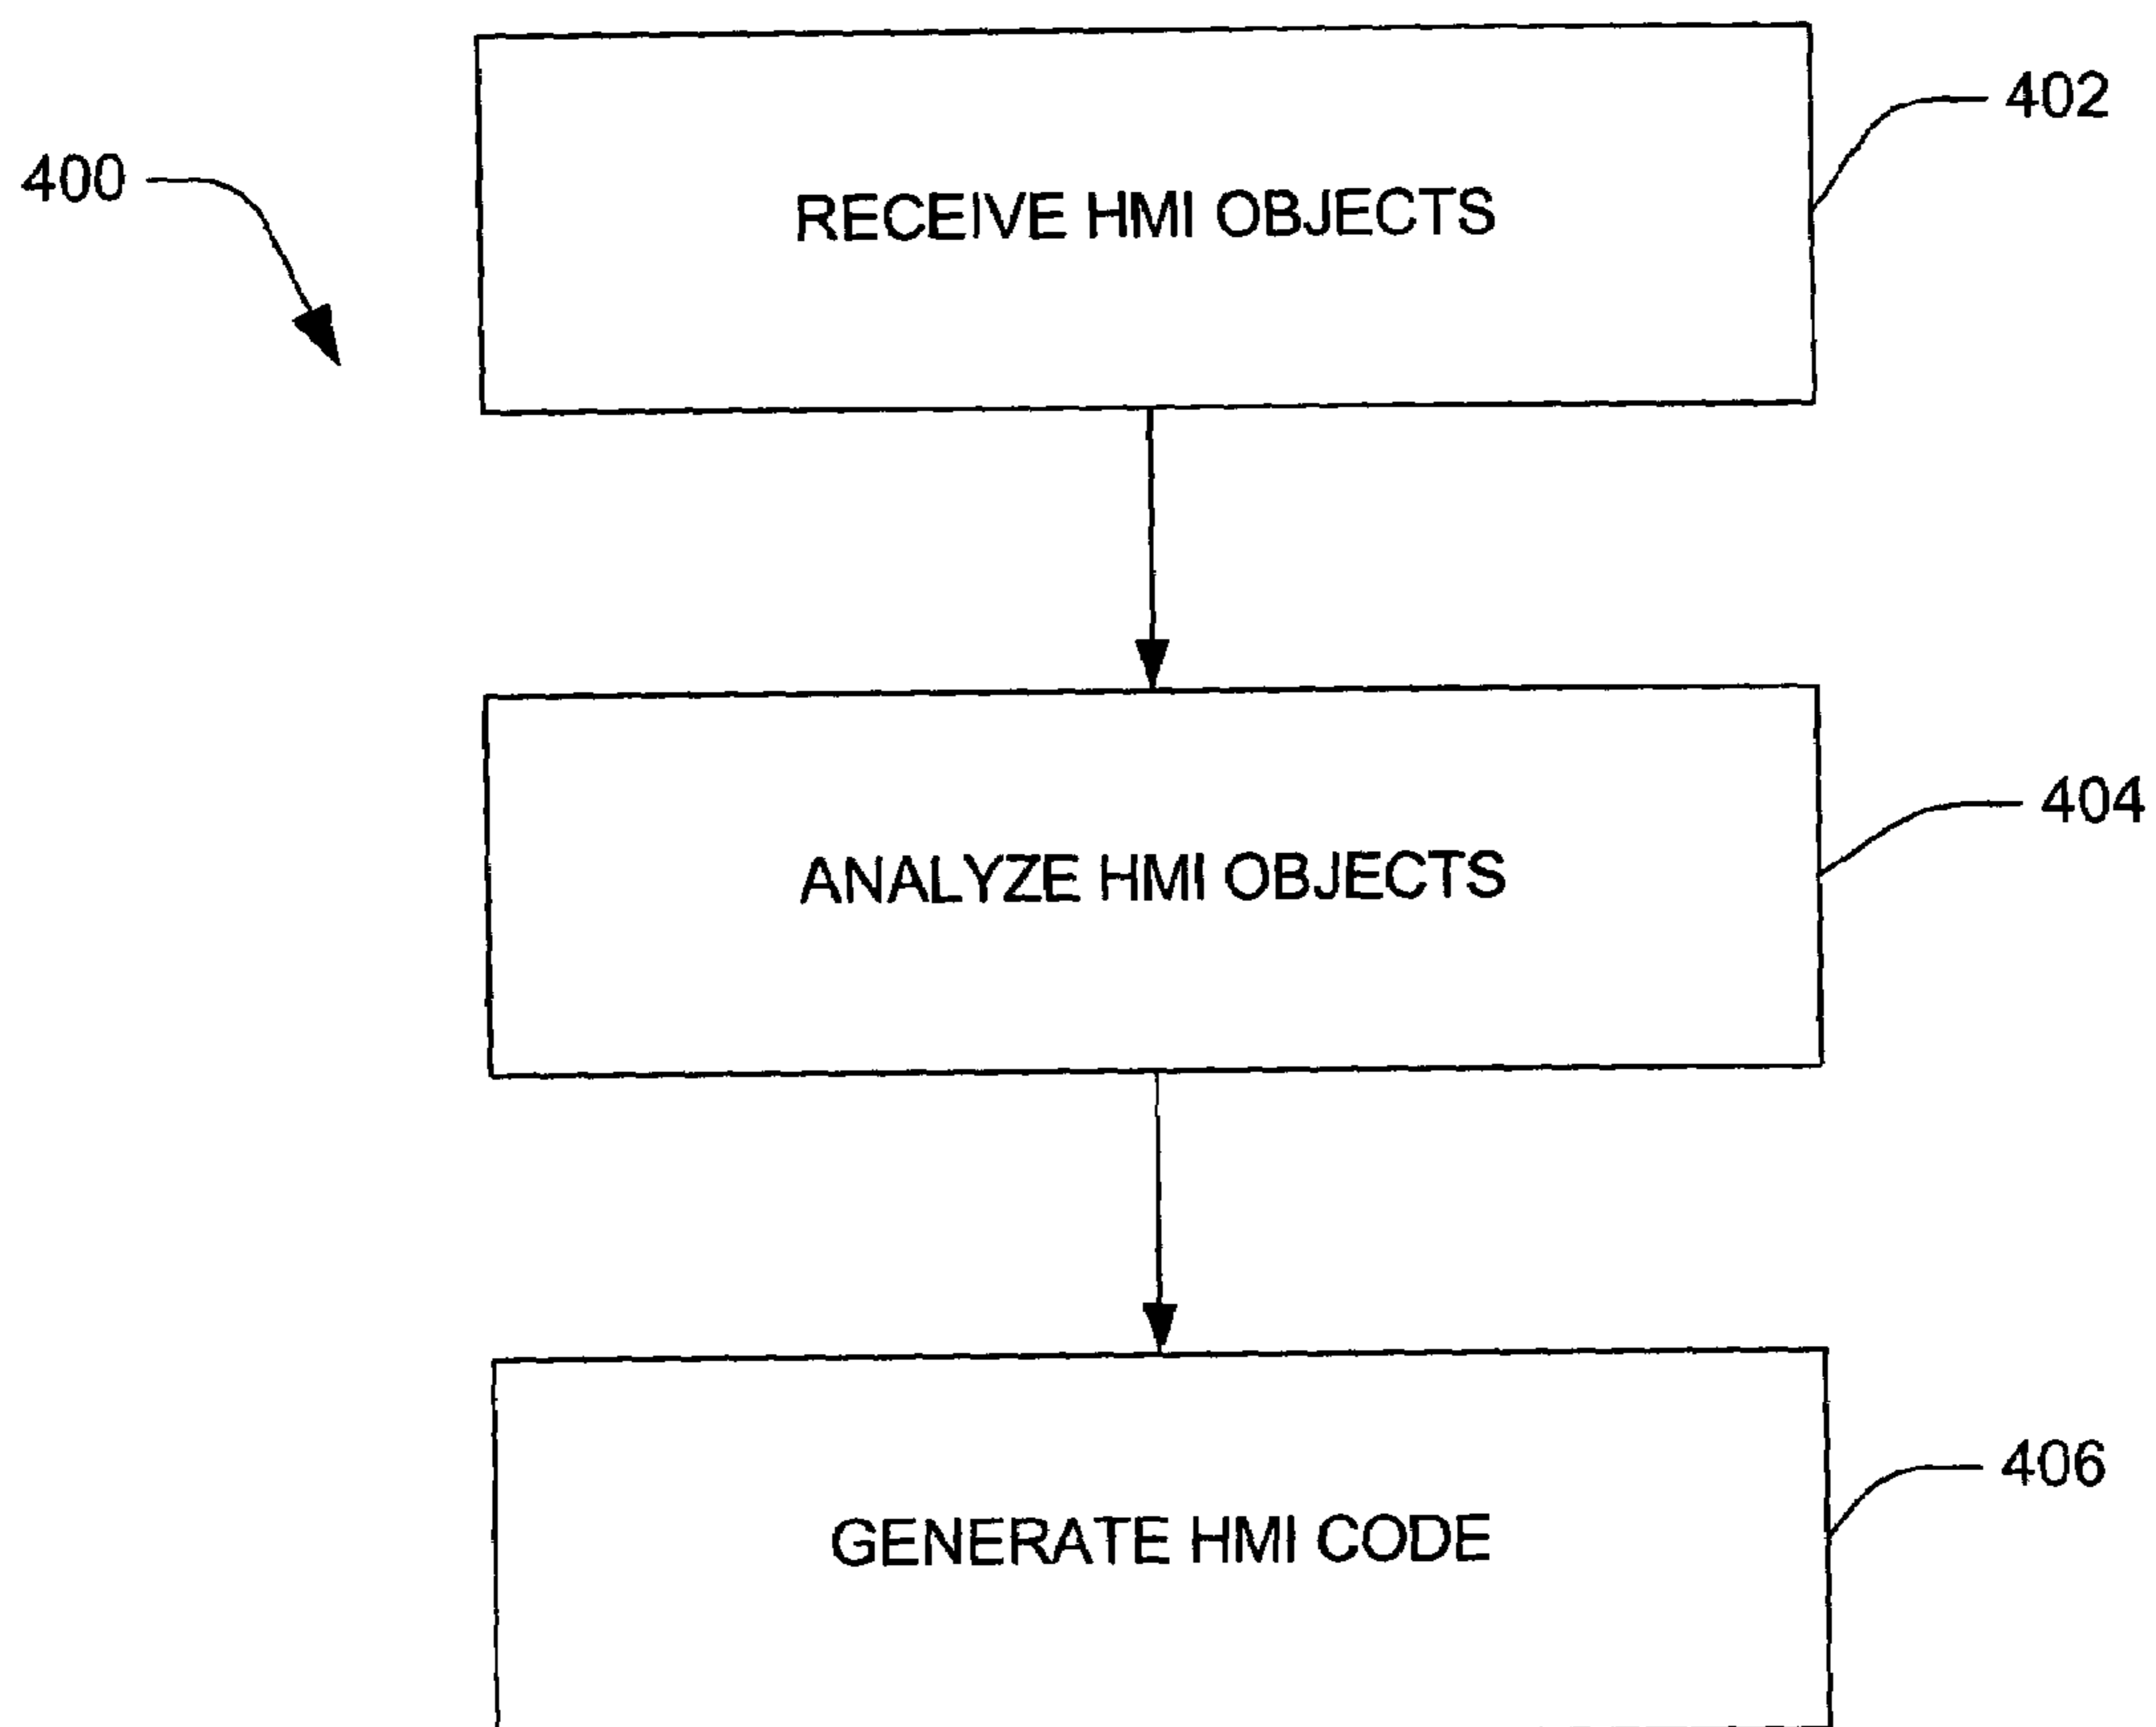 402
400
RECEIVE HMI OBJECTS
404
ANALYZE HMI OBJECTS
406
GENERATE HMI CODE